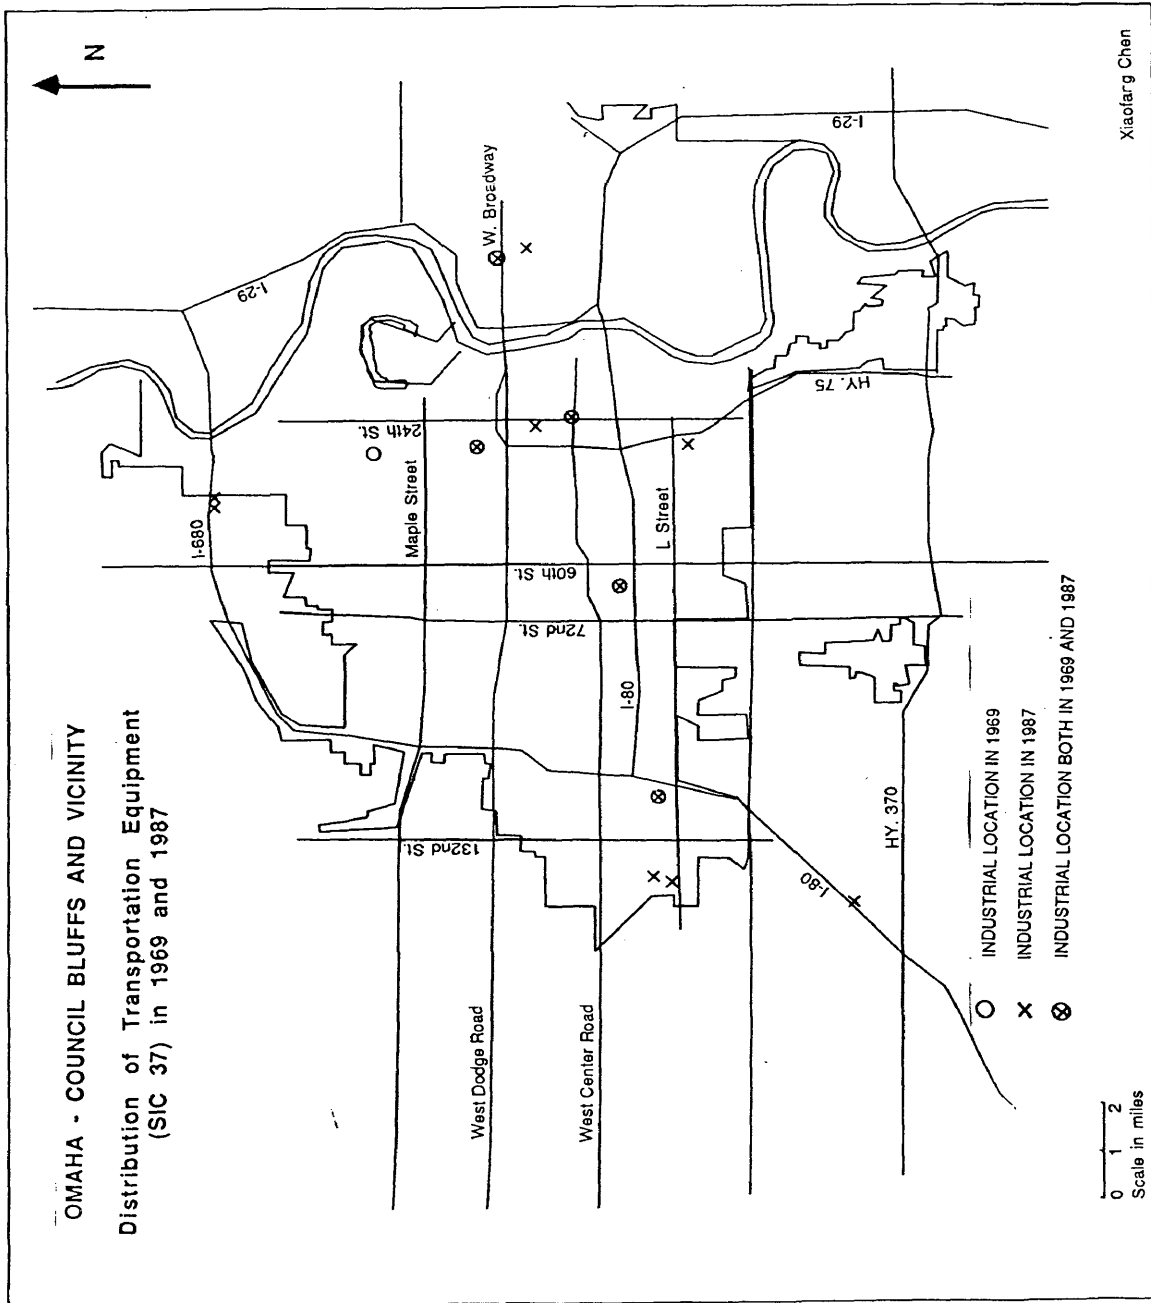 OMAHA - COUNCIL BLUFFS AND VICINITY
Distribution of Transportation Equipment
(SIC 37) in 1969 and 1987
N
I-29
I-680
24th St.
Maple Street
W. Broadway
60th St.
72nd St.
132nd St.
West Dodge Road
West Center Road
I-80
L Street
I-29
HY. 75
I-80
HY. 370
INDUSTRIAL LOCATION IN 1969
INDUSTRIAL LOCATION IN 1987
INDUSTRIAL LOCATION BOTH IN 1969 AND 1987
0 1 2
Scale in miles
Xiaofarg Chen